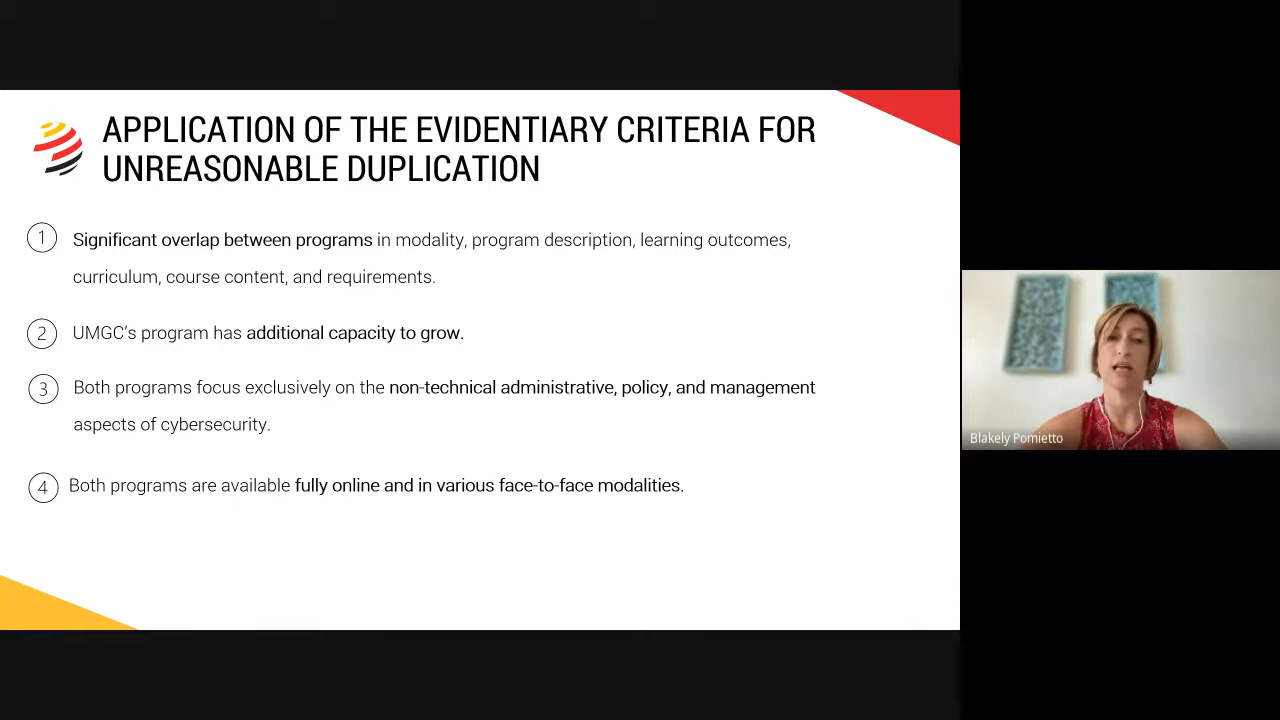 APPLICATION OF THE EVIDENTIARY CRITERIA FOR
UNREASONABLE DUPLICATION
1 Significant overlap between programs in modality, program description, learning outcomes,
curriculum, course content, and requirements.
2 UMGC's program has additional capacity to grow.
3 Both programs focus exclusively on the non-technical administrative, policy, and management
aspects of cybersecurity.
4 Both programs are available fully online and in various face-to-face modalities.
Blakely Pomietto